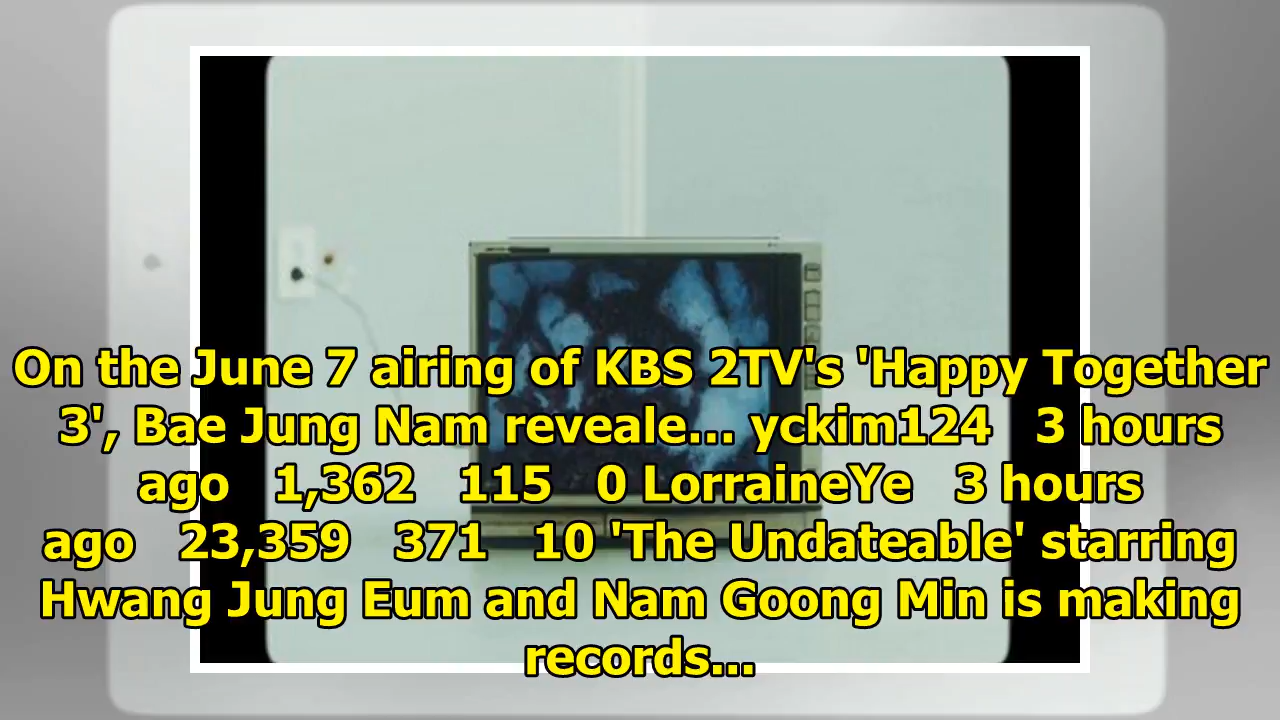 On the June 7 airing of KBS 2TV's 'Happy Together
3', Bae Jung Nam reveale... yckim124   3 hours
ago   1,362   115   0 LorraineYe   3 hours
ago   23,359   371   10 'The Undateable' starring
Hwang Jung Eum and Nam Goong Min is making
records...